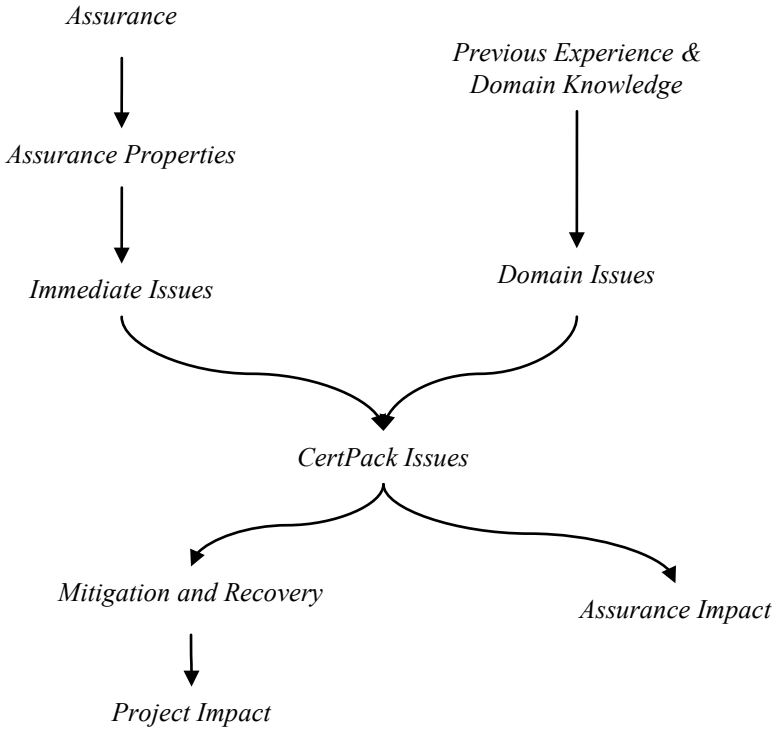 Assurance
Previous Experience &
Domain Knowledge
Assurance Properties
Immediate Issues
Domain Issues
CertPack Issues
Mitigation and Recovery
Assurance Impact
Project Impact